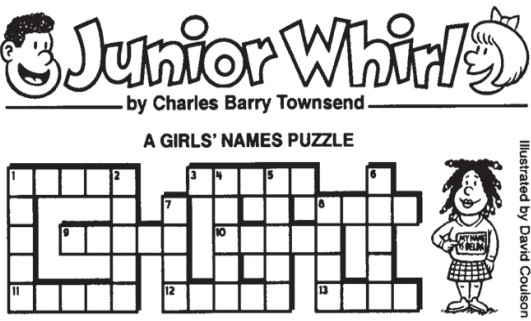 Junior Whirl
by Charles Barry Townsend
A GIRLS' NAMES PUZZLE
1 2 3 4 5 6
7 8
9 10
11 12 13
MY NAME
IS BELDA
Illustrated by David Coulson